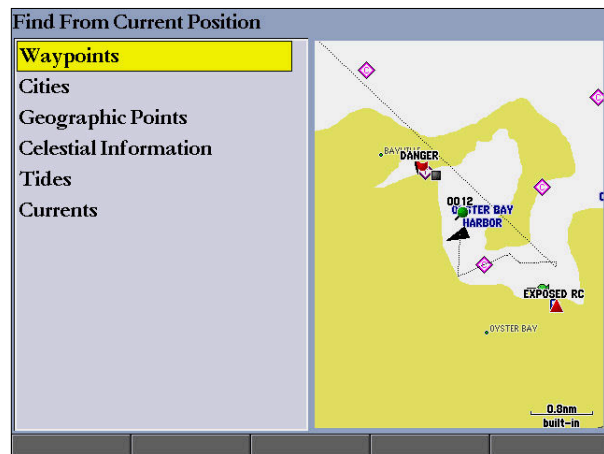 Find From Current Position
Waypoints
Cities
Geographic Points
Celestial Information
Tides
Currents
DANGER
0012
OYSTER BAY
HARBOR
EXPOSED RC
OYSTER BAY
0.8nm
built-in